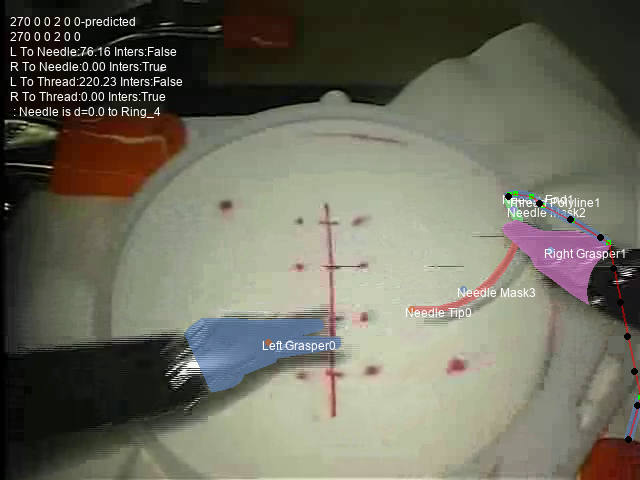 270 0 0 2 0 0-predicted
270 0 0 2 0 0
L To Needle:76.16 Inters:False
R To Needle:0.00 Inters:True
L To Thread:220.23 Inters:False
R To Thread:0.00 Inters:True
: Needle is d=0.0 to Ring_4
Polyline1
Needle Mask2
Right Grasper1
Needle Mask3
Needle Tip0
Left Grasper0